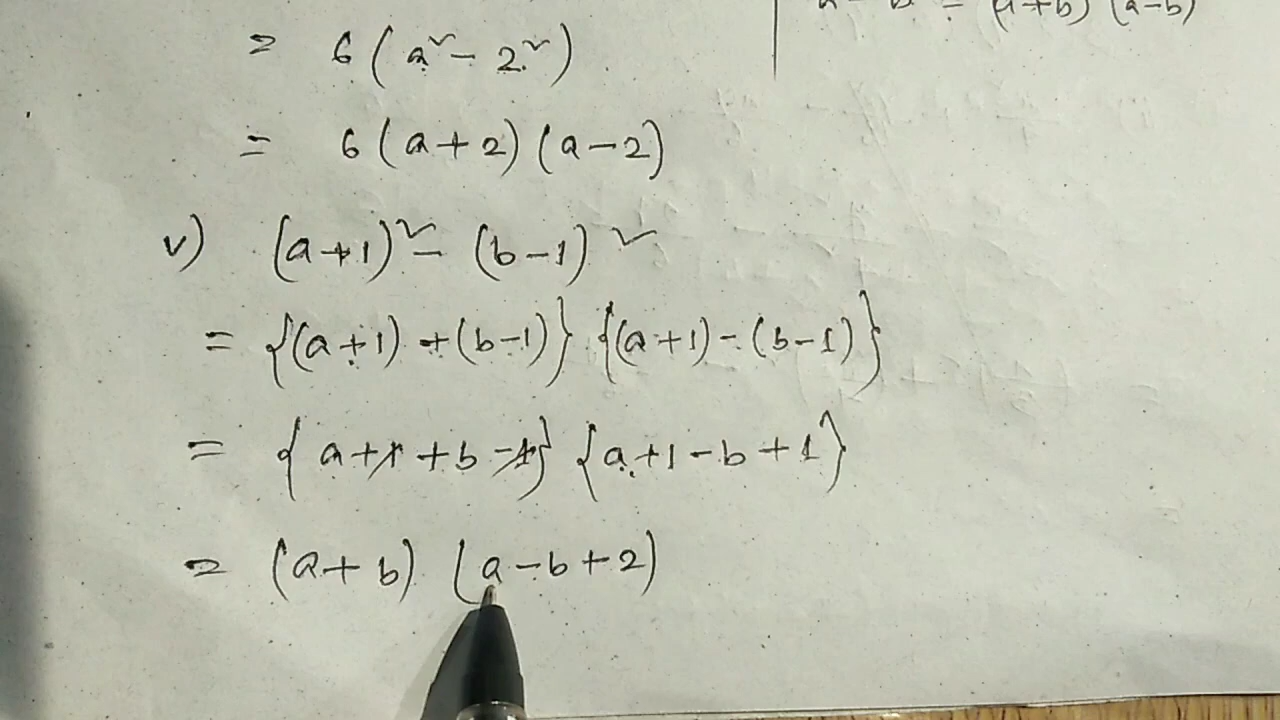 = 6(a² - 2²)
= 6(a+2)(a-2)
v) (a+1)² - (b-1)²
= {(a+1) + (b-1)} {(a+1) - (b-1)}
= {a+1+b-1} {a+1-b+1}
= (a+b) (a-b+2)